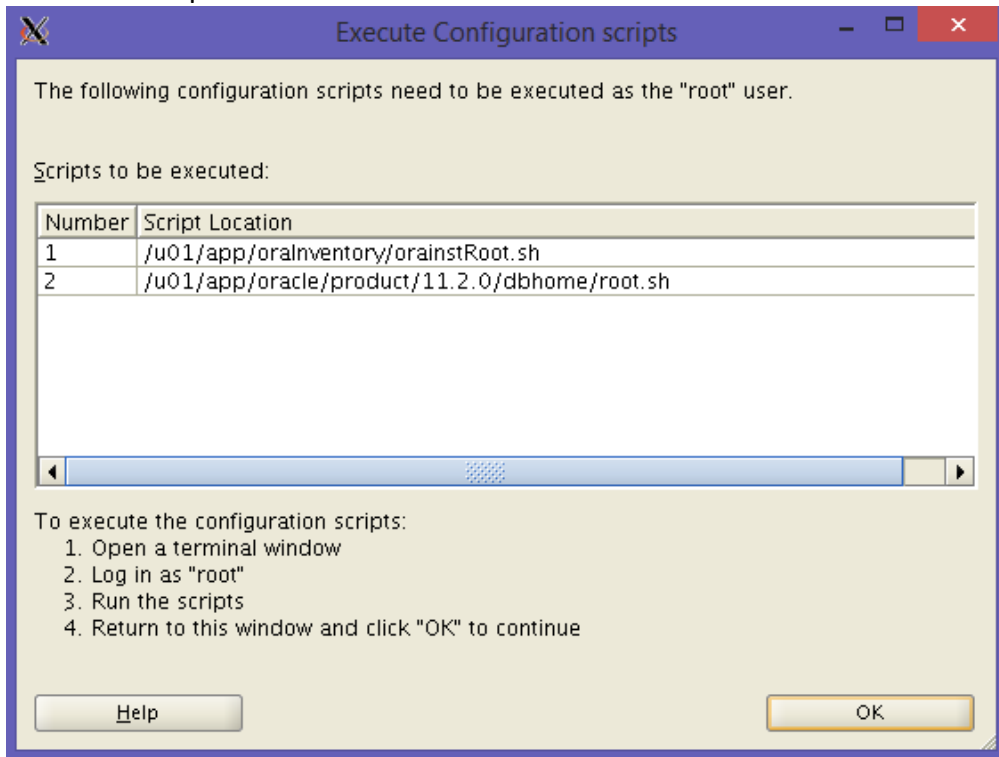 Execute Configuration scripts
The following configuration scripts need to be executed as the "root" user.
Scripts to be executed:
Number Script Location
1 /u01/app/oraInventory/orainstRoot.sh
2 /u01/app/oracle/product/11.2.0/dbhome/root.sh
To execute the configuration scripts:
1. Open a terminal window
2. Log in as "root"
3. Run the scripts
4. Return to this window and click "OK" to continue
Help OK